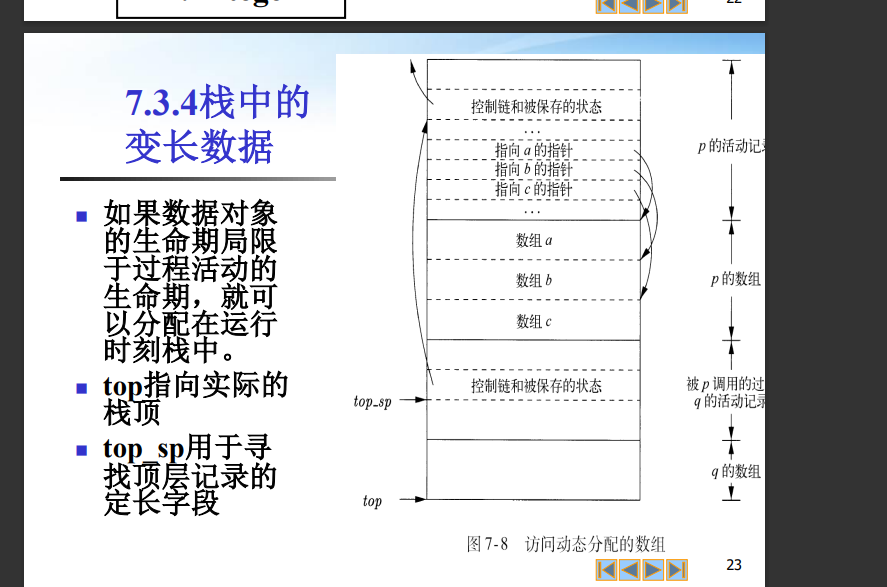 22
7.3.4栈中的
变长数据
如果数据对象
的生命期局限
于过程活动的
生命期，就可
以分配在运行
时刻栈中。
top指向实际的
栈顶
top_sp用于寻
找顶层记录的
定长字段
控制链和被保存的状态
...
指向 a 的指针
指向 b 的指针
指向 c 的指针
...
数组 a
数组 b
数组 c
控制链和被保存的状态
top_sp
top
p 的活动记
p 的数组
被 p 调用的过
q 的活动记
q 的数组
图 7-8 访问动态分配的数组
23